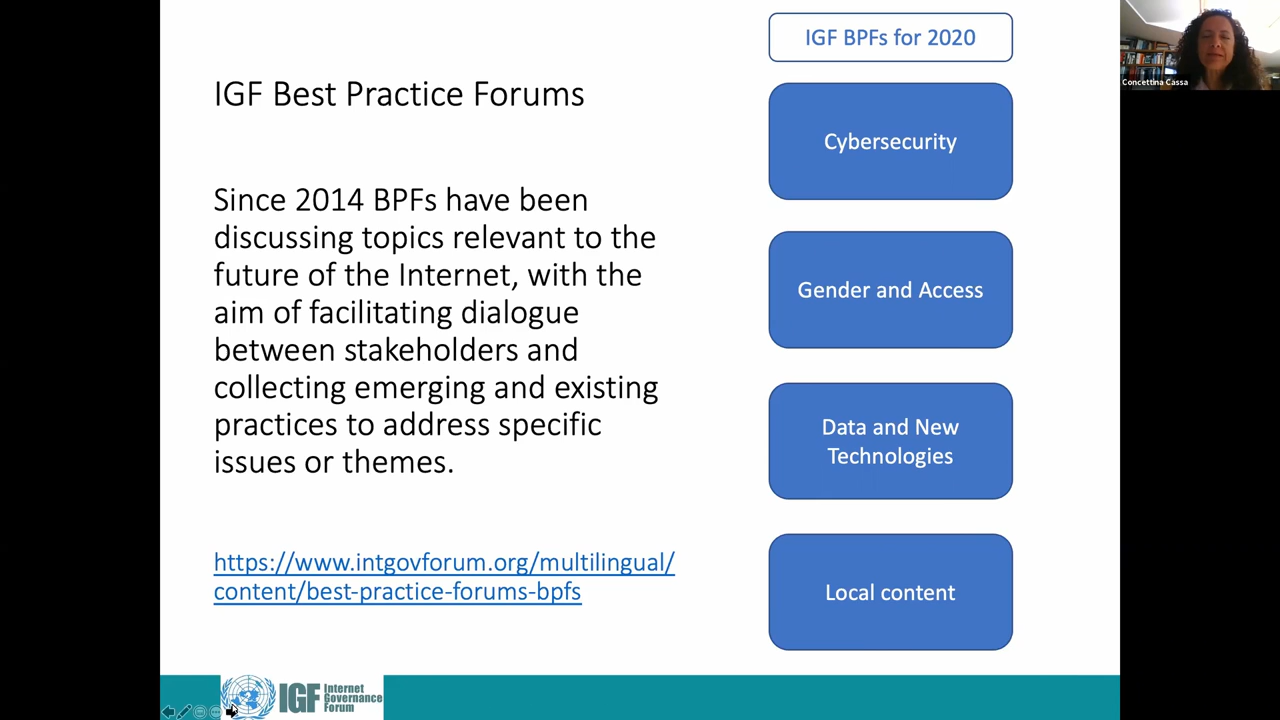 IGF BPFs for 2020
Concettina Cassa
IGF Best Practice Forums
Cybersecurity
Since 2014 BPFs have been
discussing topics relevant to the
future of the Internet, with the
aim of facilitating dialogue
between stakeholders and
collecting emerging and existing
practices to address specific
issues or themes.
Gender and Access
Data and New
Technologies
https://www.intgovforum.org/multilingual/
content/best-practice-forums-bpfs
Local content
IGF
Internet
Governance
Forum